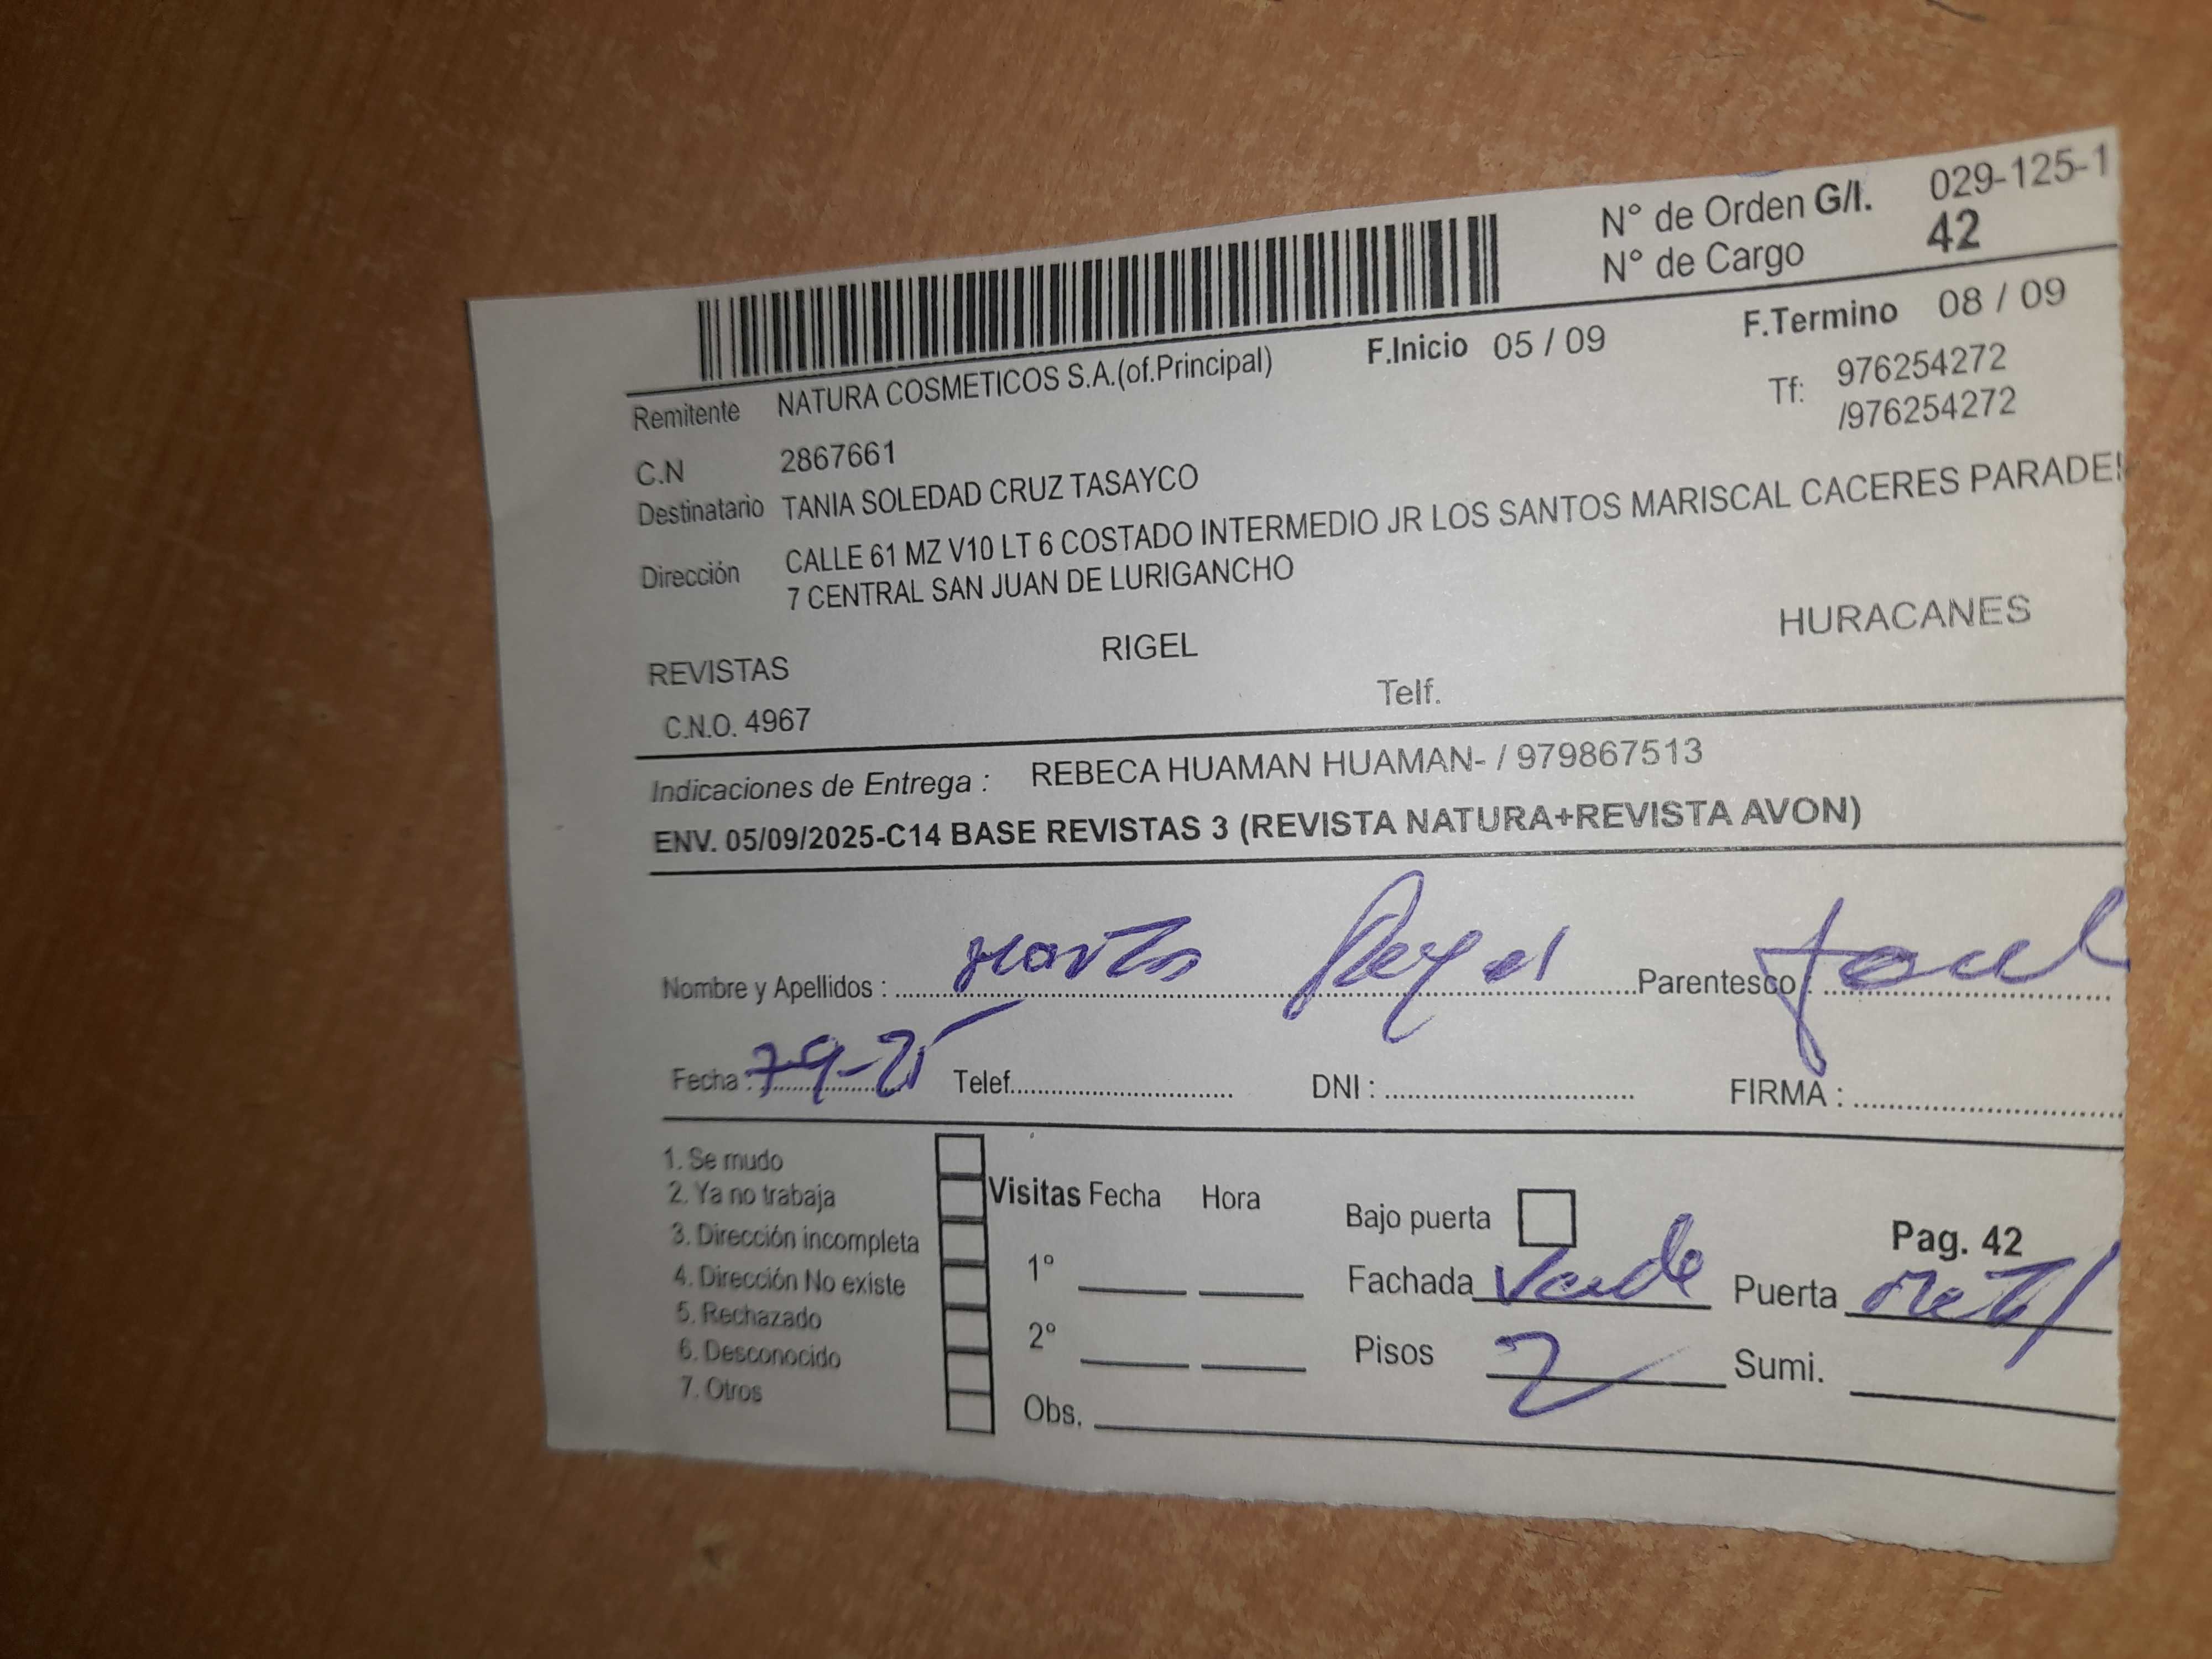 N° de Orden G/I. 029-125-1
N° de Cargo 42
F.Inicio 05 / 09 F.Termino 08 / 09
Remitente NATURA COSMETICOS S.A.(of.Principal) Tf: 976254272
/976254272
C.N 2867661
Destinatario TANIA SOLEDAD CRUZ TASAYCO
Dirección CALLE 61 MZ V10 LT 6 COSTADO INTERMEDIO JR LOS SANTOS MARISCAL CACERES
7 CENTRAL SAN JUAN DE LURIGANCHO
REVISTAS RIGEL HURACANES
C.N.O. 4967 Telf.
Indicaciones de Entrega : REBECA HUAMAN HUAMAN- / 979867513
ENV. 05/09/2025-C14 BASE REVISTAS 3 (REVISTA NATURA+REVISTA AVON)
Nombre y Apellidos : Parentesco :
Fecha : 7-9-25 Telef. DNI : FIRMA :
1. Se mudo
2. Ya no trabaja
3. Dirección incompleta
4. Dirección No existe
5. Rechazado
6. Desconocido
7. Otros
Visitas Fecha Hora
1°
2°
Obs.
Bajo puerta Pag. 42
Fachada Verde Puerta Metal
Pisos 2 Sumi.